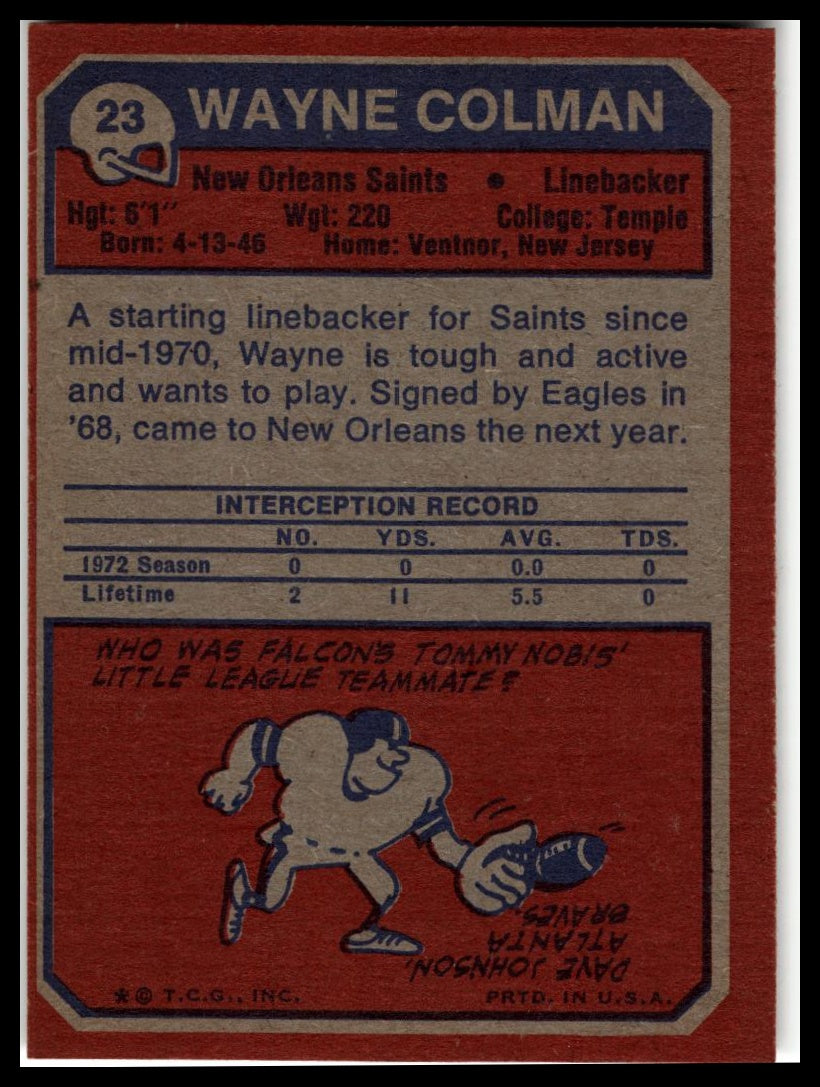 23 WAYNE COLMAN
New Orleans Saints • Linebacker
Hgt: 6'1" Wgt: 220 College: Temple
Born: 4-13-46 Home: Ventnor, New Jersey
A starting linebacker for Saints since
mid-1970, Wayne is tough and active
and wants to play. Signed by Eagles in
'68, came to New Orleans the next year.
INTERCEPTION RECORD
NO. YDS. AVG. TDS.
1972 Season 0 0 0.0 0
Lifetime 2 11 5.5 0
WHO WAS FALCON'S TOMMY NOBIS'
LITTLE LEAGUE TEAMMATE?
DAVE JOHNSON,
ATLANTA
BRAVES.
* © T.C.G., INC. PRTD. IN U.S.A.